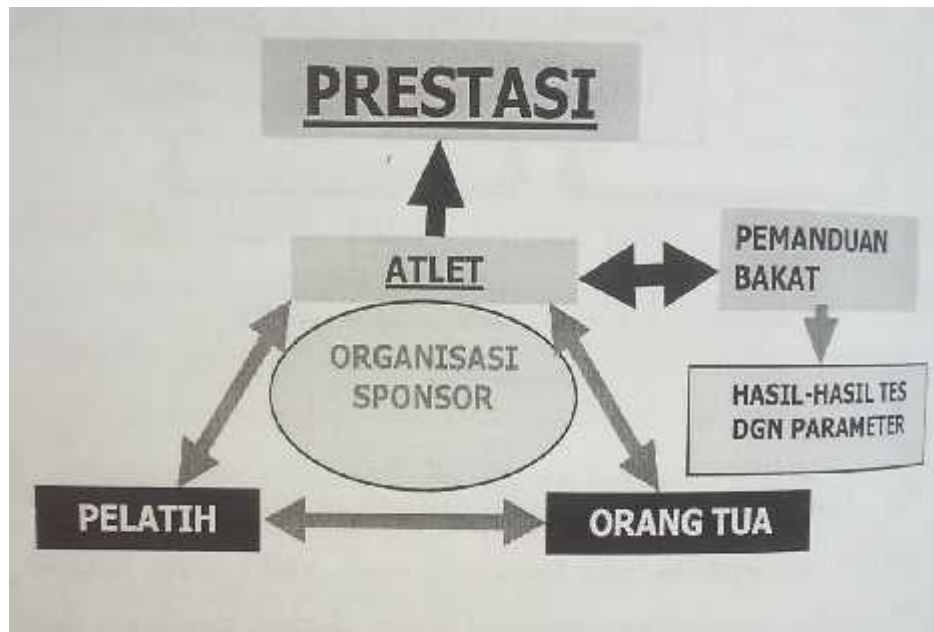 PRESTASI
ATLET
PEMANDUAN
BAKAT
ORGANISASI
SPONSOR
HASIL-HASIL TES
DGN PARAMETER
PELATIH
ORANG TUA